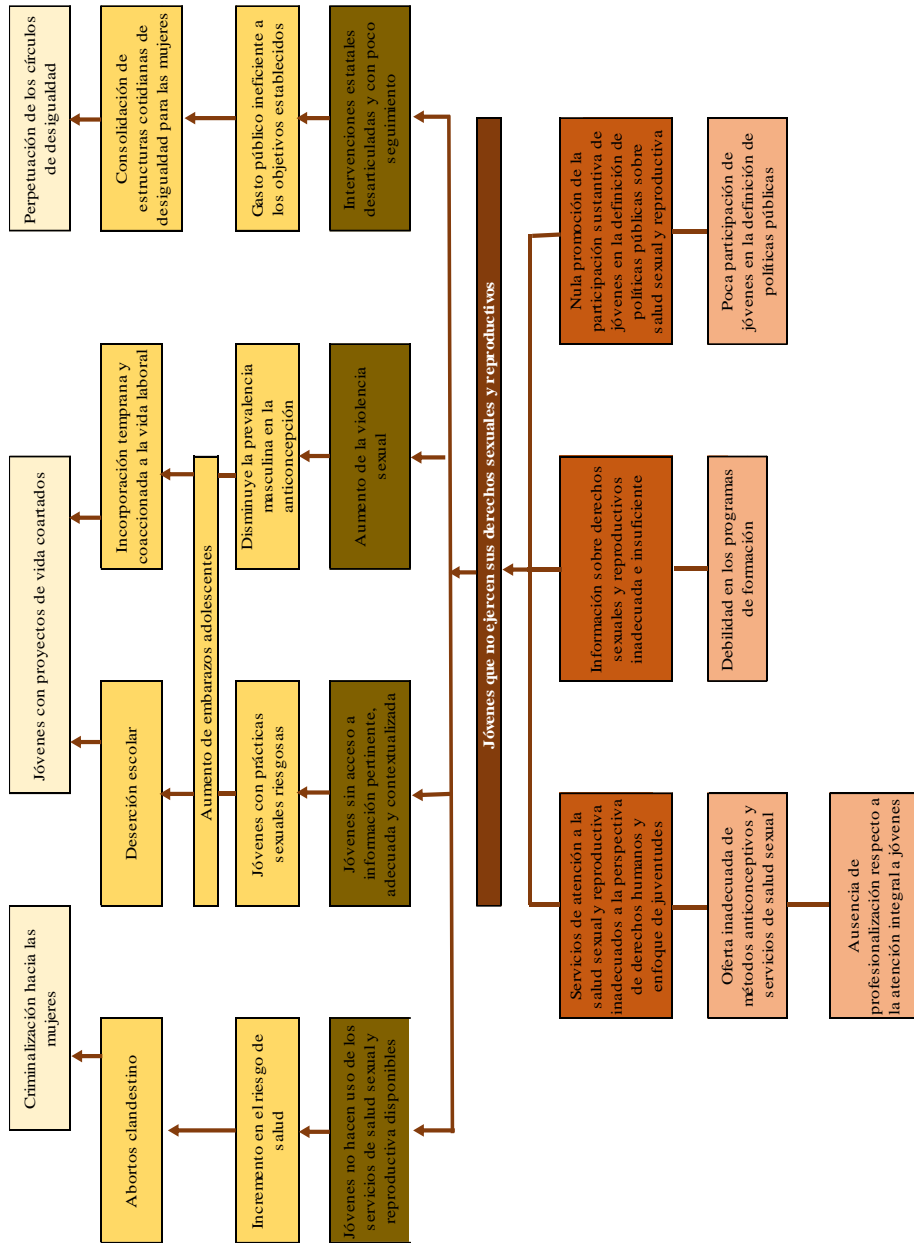 Criminalización hacia las
mujeres
Jóvenes con proyectos de vida coartados
Perpetuación de los círculos
de desigualdad
Abortos clandestino
Deserción escolar
Incorporación temprana y
coaccionada a la vida laboral
Consolidación de
estructuras cotidianas de
desigualdad para las mujeres
Aumento de embarazos adolescentes
Incremento en el riesgo de
salud
Jóvenes con prácticas
sexuales riesgosas
Disminuye la prevalencia
masculina en la
anticoncepción
Gasto público ineficiente a
los objetivos establecidos
Jóvenes no hacen uso de los
servicios de salud sexual y
reproductiva disponibles
Jóvenes sin acceso a
información pertinente,
adecuada y contextualizada
Aumento de la violencia
sexual
Intervenciones estatales
desarticuladas y con poco
seguimiento
Jóvenes que no ejercen sus derechos sexuales y reproductivos
Servicios de atención a la
salud sexual y reproductiva
inadecuados a la perspectiva
de derechos humanos y
enfoque de juventudes
Información sobre derechos
sexuales y reproductivos
inadecuada e insuficiente
Nula promoción de la
participación sustantiva de
jóvenes en la definición de
políticas públicas sobre
salud sexual y reproductiva
Oferta inadecuada de
métodos anticonceptivos y
servicios de salud sexual
Debilidad en los programas
de formación
Poca participación de
jóvenes en la definición de
políticas públicas
Ausencia de
profesionalización respecto a
la atención integral a jóvenes